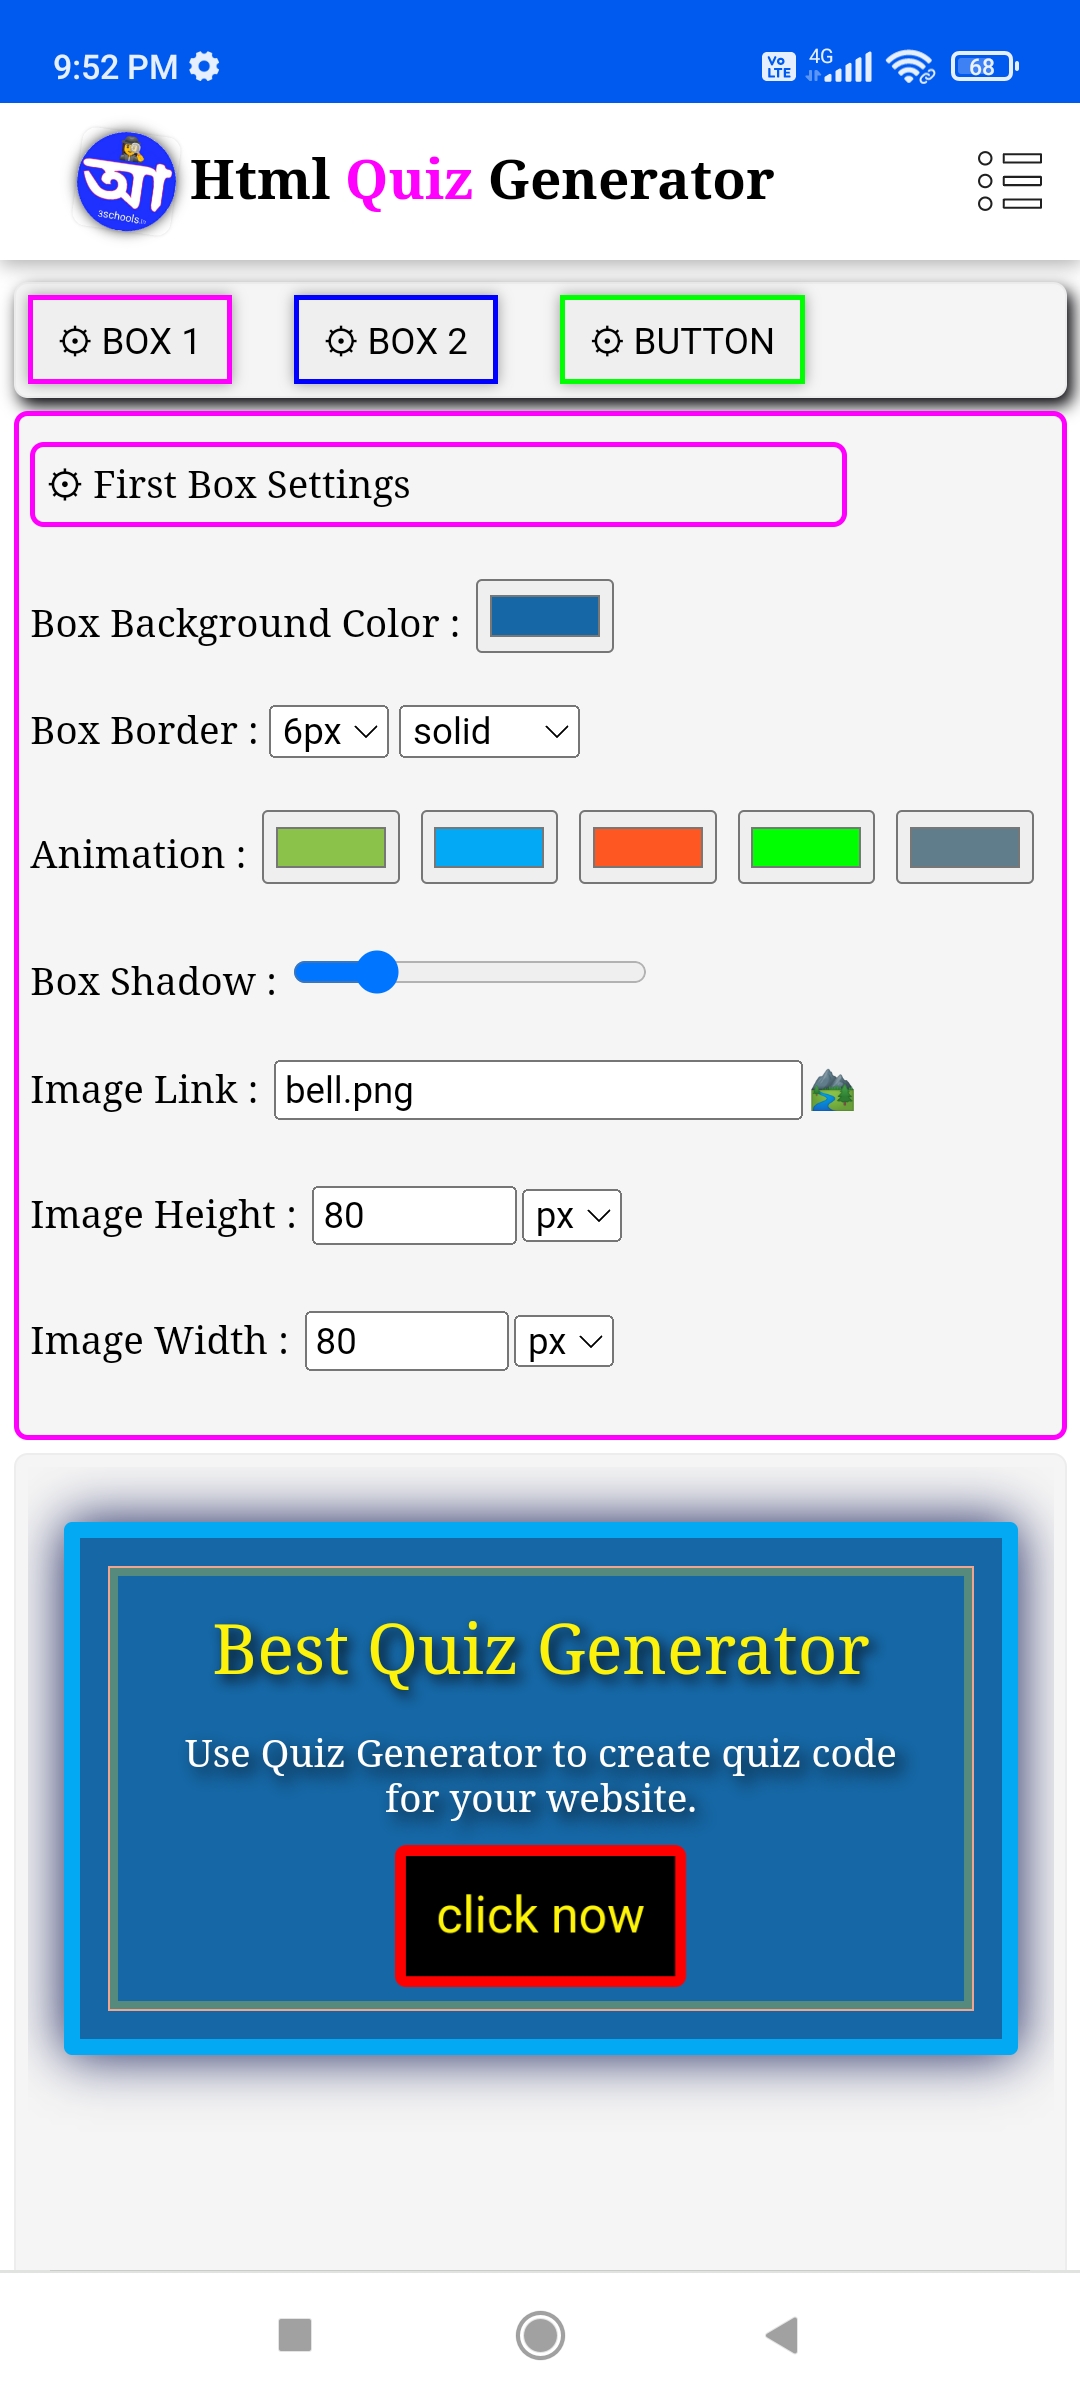 9:52 PM
Vo LTE
4G
68
আ
3schools.in
Html Quiz Generator
BOX 1
BOX 2
BUTTON
First Box Settings
Box Background Color :
Box Border : 6px solid
Animation :
Box Shadow :
Image Link : bell.png
Image Height : 80 px
Image Width : 80 px
Best Quiz Generator
Use Quiz Generator to create quiz code
for your website.
click now